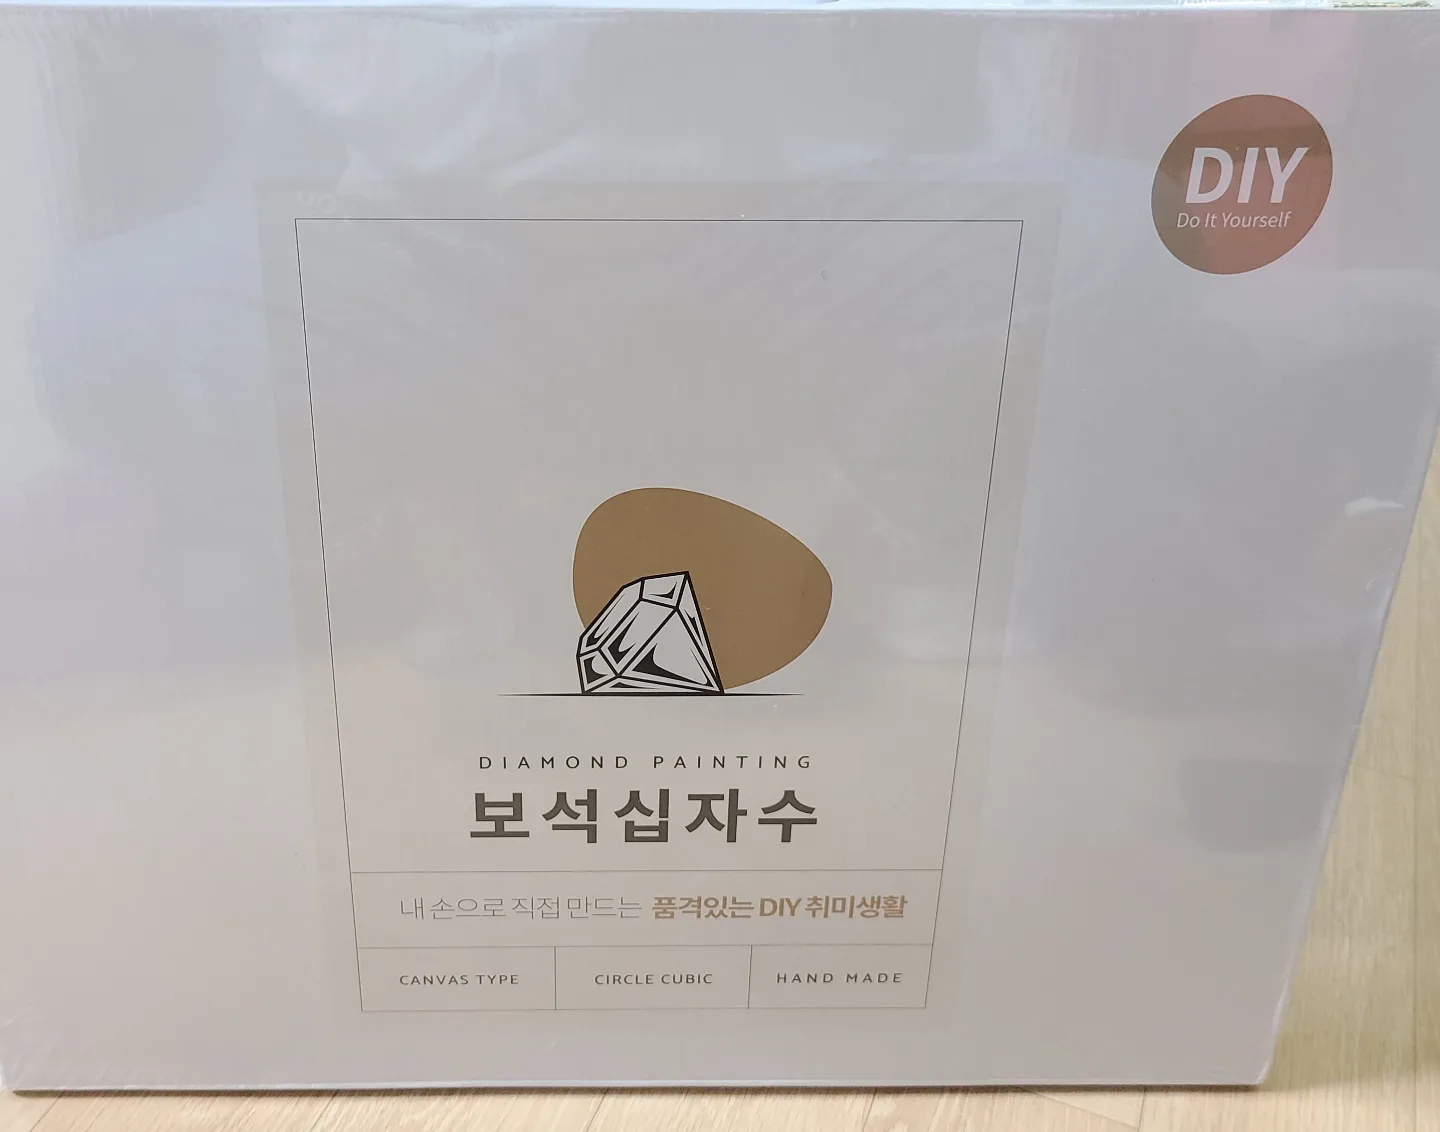 DIY
Do It Yourself
DIAMOND PAINTING
보석십자수
내 손으로 직접 만드는 품격있는 DIY 취미생활
CANVAS TYPE
CIRCLE CUBIC
HAND MADE